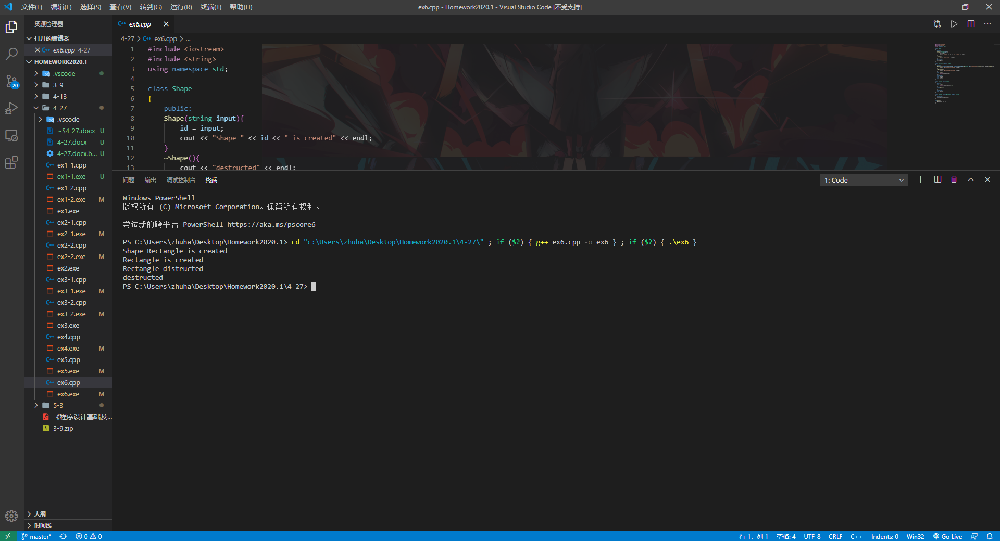 文件(F) 编辑(E) 选择(S) 查看(V) 转到(G) 运行(R) 终端(T) 帮助(H) ex6.cpp - Homework2020.1 - Visual Studio Code [不受支持]
资源管理器
打开的编辑器
ex6.cpp 4-27
HOMEWORK2020.1
.vscode
3-9
4-13
4-27
.vscode
~$4-27.docx U
4-27.docx U
4-27.docx.b... U
ex1-1.cpp
ex1-1.exe U
ex1-2.cpp
ex1-2.exe M
ex1.exe
ex2-1.cpp
ex2-1.exe M
ex2-2.cpp
ex2-2.exe M
ex2.exe
ex3-1.cpp
ex3-1.exe M
ex3-2.cpp
ex3-2.exe M
ex3.exe
ex4.cpp
ex4.exe M
ex5.cpp
ex5.exe M
ex6.cpp
ex6.exe M
5-3
《程序设计基础及...
3-9.zip
大纲
时间线
20
ex6.cpp
4-27 > ex6.cpp > ...
1 #include <iostream>
2 #include <string>
3 using namespace std;
4
5 class Shape
6 {
7 public:
8 Shape(string input){
9 id = input;
10 cout << "Shape " << id << " is created" << endl;
11 }
12 ~Shape(){
13 cout << "destructed" << endl;
问题 输出 调试控制台 终端 1: Code
Windows PowerShell
版权所有 (C) Microsoft Corporation。保留所有权利。
尝试新的跨平台 PowerShell https://aka.ms/pscore6
PS C:\Users\zhuha\Desktop\Homework2020.1> cd "c:\Users\zhuha\Desktop\Homework2020.1\4-27\" ; if ($?) { g++ ex6.cpp -o ex6 } ; if ($?) { .\ex6 }
Shape Rectangle is created
Rectangle is created
Rectangle distructed
destructed
PS C:\Users\zhuha\Desktop\Homework2020.1\4-27>
master* 0 0 行 1，列 1 空格: 4 UTF-8 CRLF C++ Indents: 0 Win32 Go Live